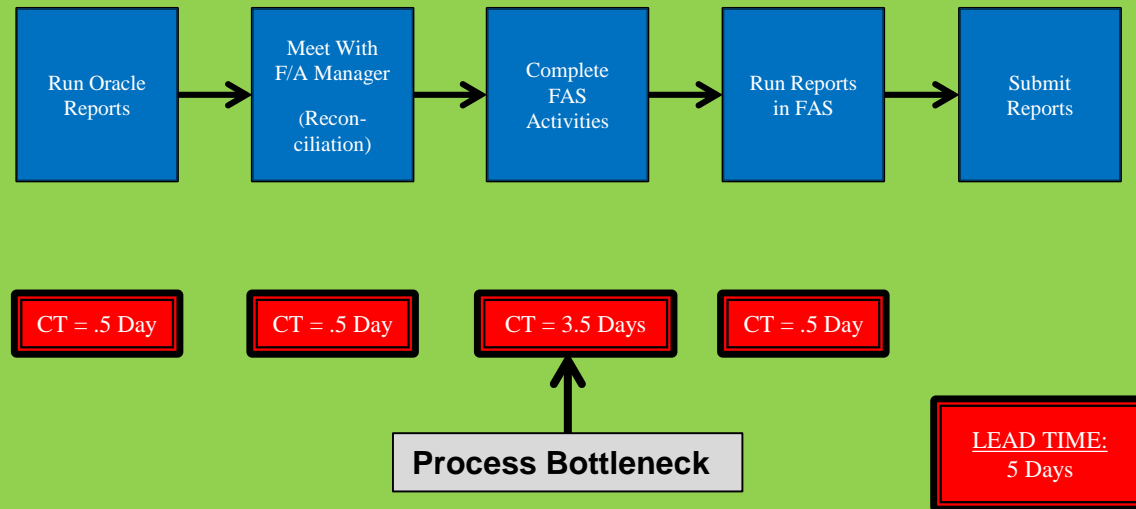 Run Oracle
Reports
Meet With
F/A Manager
(Recon-
ciliation)
Complete
FAS
Activities
Run Reports
in FAS
Submit
Reports
CT = .5 Day
CT = .5 Day
CT = 3.5 Days
CT = .5 Day
Process Bottleneck
LEAD TIME:
5 Days